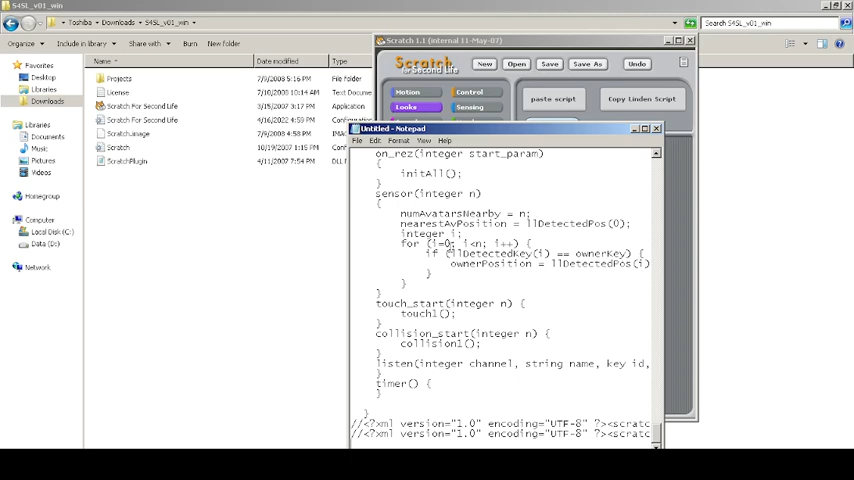 S4SL_v01_win
Toshiba ▸ Downloads ▸ S4SL_v01_win
Search S4SL_v01_win
Organize
Include in library
Share with
Burn
New folder
Favorites
Desktop
Libraries
Downloads
Libraries
Documents
Music
Pictures
Videos
Homegroup
Computer
Local Disk (C:)
Data (D:)
Network
Name
Date modified
Type
Projects 7/9/2008 5:16 PM File folder
License 7/10/2008 10:14 AM Text Docume
Scratch For Second Life 3/15/2007 3:17 PM Application
Scratch For Second Life 4/16/2022 4:59 PM Configuratio
Scratch.image 7/9/2008 4:58 PM
Scratch 10/19/2007 1:15 PM
ScratchPlugin 4/11/2007 7:54 PM
Scratch 1.1 (internal 11-May-07)
Scratch
for Second Life
New
Open
Save
Save As
Undo
Motion
Control
Looks
Sensing
paste script
Copy Linden Script
Untitled - Notepad
File Edit Format View Help
on_rez(integer start_param)
{
initAll();
}
sensor(integer n)
{
numAvatarsNearby = n;
nearestAvPosition = llDetectedPos(0);
integer i;
for (i=0; i<n; i++) {
if (llDetectedKey(i) == ownerKey) {
ownerPosition = llDetectedPos(i)
}
}
}
touch_start(integer n) {
touch1();
}
collision_start(integer n) {
collision1();
}
listen(integer channel, string name, key id,
}
timer() {
}
}
//<?xml version="1.0" encoding="UTF-8" ?><scratc
//<?xml version="1.0" encoding="UTF-8" ?><scratc